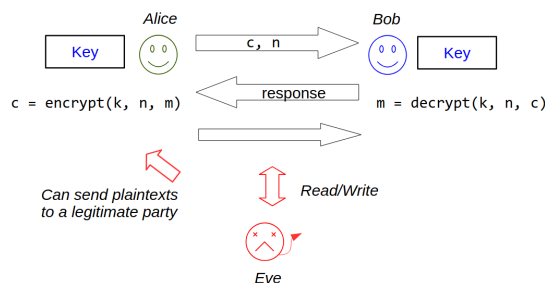 Alice
Bob
Key
c, n
Key
response
c = encrypt(k, n, m)
m = decrypt(k, n, c)
Can send plaintexts
to a legitimate party
Read/Write
Eve